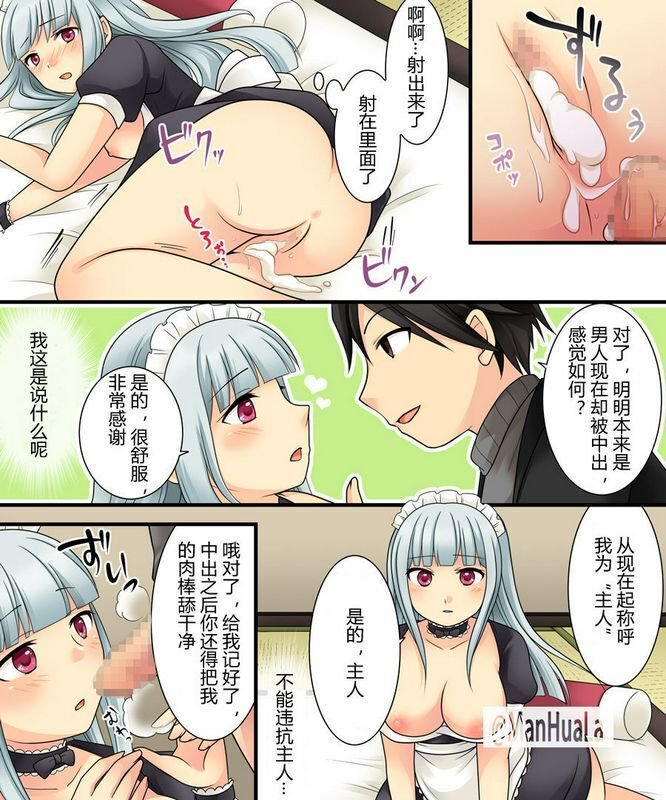 ずるぅ
コポッ
啊啊…射出来了
射在里面了
ビクッ
とろぉ…
ビクン
对了，明明本来是
男人现在却被中出，
感觉如何？
是的，很舒服，
非常感谢
我这是说什么呢
从现在起称呼
我为“主人”
是的，主人
不能违抗主人…
哦对了，给我记好了，
中出之后你还得把我
的肉棒舔干净
ずいっ
@ManHuaLa